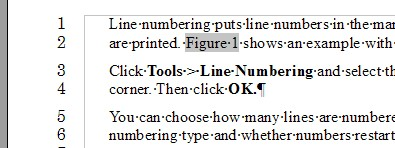 1 Line numbering puts line numbers in the
2 are printed. Figure 1 shows an example with
3 Click Tools > Line Numbering and select
4 corner. Then click OK.¶
5 You can choose how many lines are
6 numbering type and whether numbers restart